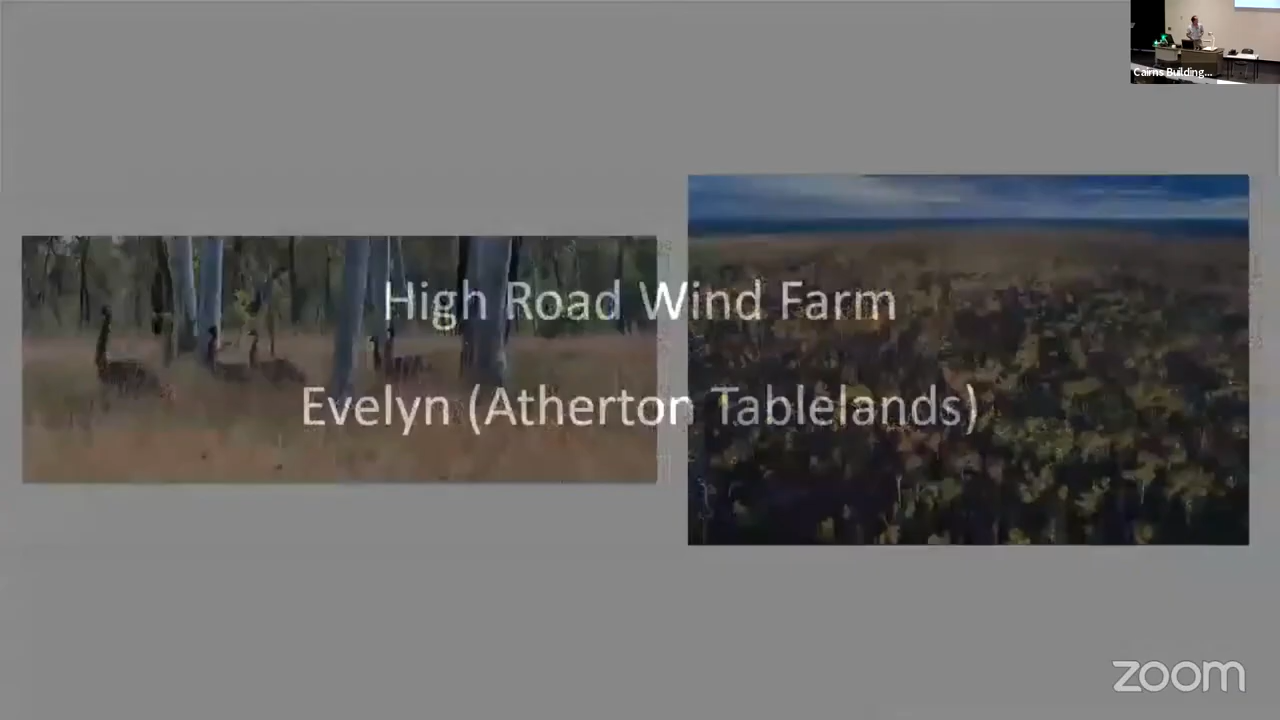 Cairns Building...
High Road Wind Farm
Evelyn (Atherton Tablelands)
zoom